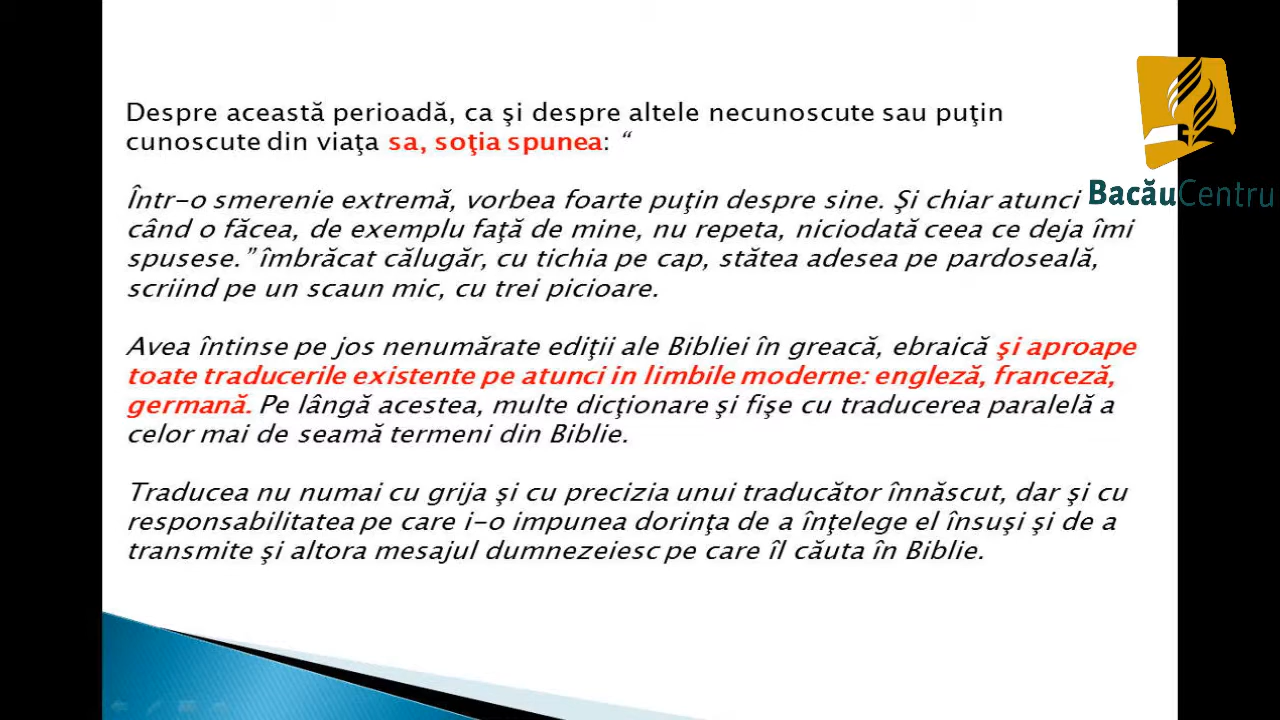 Despre această perioadă, ca şi despre altele necunoscute sau puţin
cunoscute din viaţa sa, soţia spunea: “
Într-o smerenie extremă, vorbea foarte puţin despre sine. Şi chiar atunci
când o făcea, de exemplu faţă de mine, nu repeta, niciodată ceea ce deja îmi
spusese.” îmbrăcat călugăr, cu tichia pe cap, stătea adesea pe pardoseală,
scriind pe un scaun mic, cu trei picioare.
Avea întinse pe jos nenumărate ediţii ale Bibliei în greacă, ebraică şi aproape
toate traducerile existente pe atunci in limbile moderne: engleză, franceză,
germană. Pe lângă acestea, multe dicţionare şi fişe cu traducerea paralelă a
celor mai de seamă termeni din Biblie.
Traducea nu numai cu grija şi cu precizia unui traducător înnăscut, dar şi cu
responsabilitatea pe care i-o impunea dorinţa de a înţelege el însuşi şi de a
transmite şi altora mesajul dumnezeiesc pe care îl căuta în Biblie.
BacăuCentru